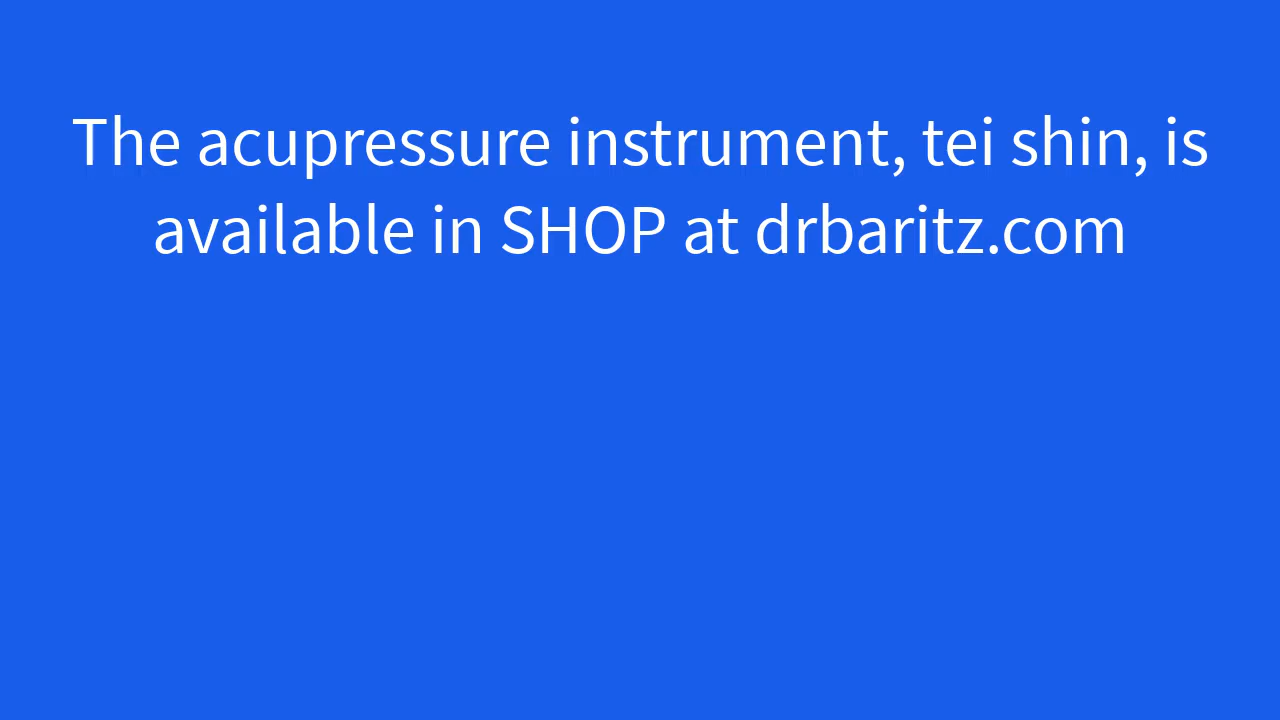 The acupressure instrument, tei shin, is
available in SHOP at drbaritz.com